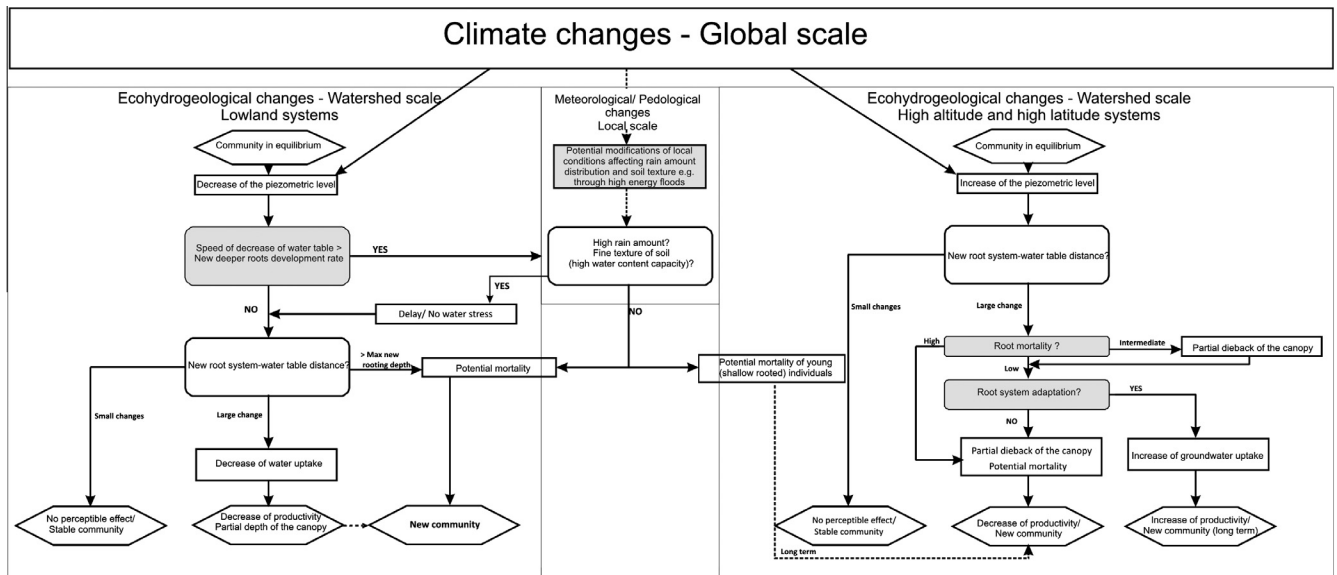 Climate changes - Global scale
Ecohydrogeological changes - Watershed scale
Lowland systems
Community in equilibrium
Decrease of the piezometric level
Speed of decrease of water table >
New deeper roots development rate
YES
NO
Delay/ No water stress
New root system-water table distance?
> Max new
rooting depth
Potential mortality
Small changes
Large change
Decrease of water uptake
No perceptible effect/
Stable community
Decrease of productivity
Partial depth of the canopy
New community
Meteorological/ Pedological
changes
Local scale
Potential modifications of local
conditions affecting rain amount
distribution and soil texture e.g.
through high energy floods
High rain amount?
Fine texture of soil
(high water content capacity)?
YES
NO
Potential mortality of young
(shallow rooted) individuals
Ecohydrogeological changes - Watershed scale
High altitude and high latitude systems
Community in equilibrium
Increase of the piezometric level
New root system-water table distance?
Small changes
Large change
High
Root mortality ?
Intermediate
Partial dieback of the canopy
Low
Root system adaptation?
YES
NO
Partial dieback of the canopy
Potential mortality
Increase of groundwater uptake
No perceptible effect/
Stable community
Decrease of productivity/
New community
Increase of productivity/
New community (long term)
Long term